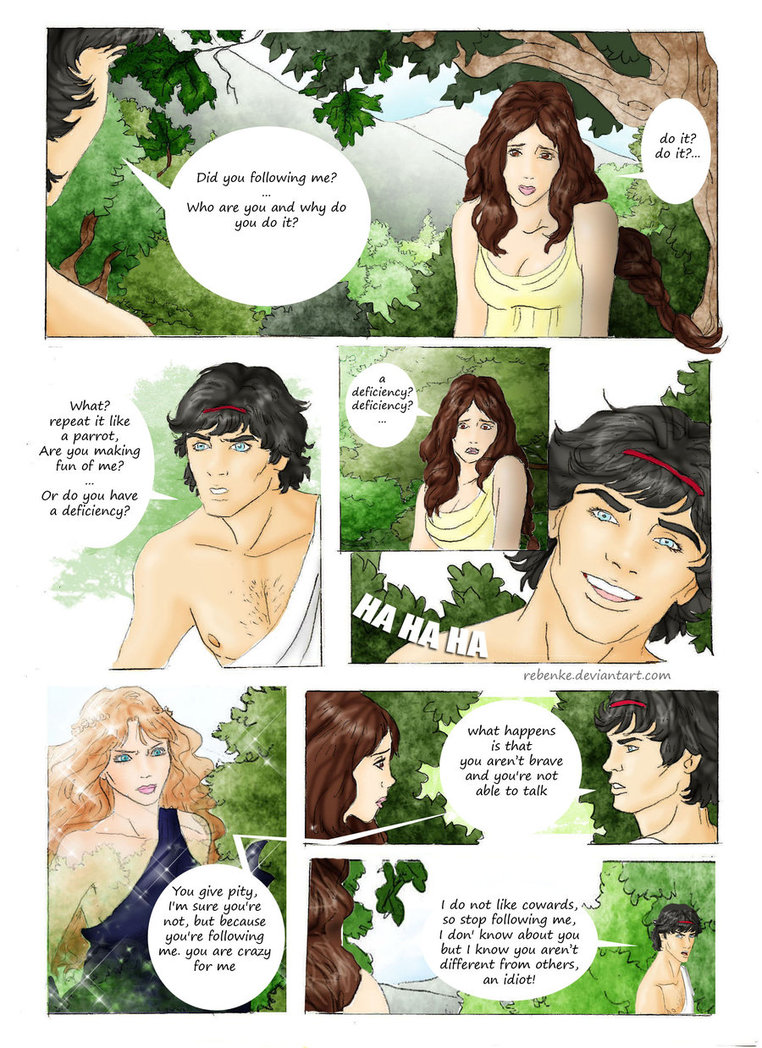 Did you following me?
...
Who are you and why do
you do it?
do it?
do it?...
What?
repeat it like
a parrot,
Are you making
fun of me?
...
Or do you have
a deficiency?
a
deficiency?
deficiency?
...
HA HA HA
rebenke.deviantart.com
You give pity,
I'm sure you're
not, but because
you're following
me. you are crazy
for me
what happens
is that
you aren't brave
and you're not
able to talk
I do not like cowards,
so stop following me,
I don' know about you
but I know you aren't
different from others,
an idiot!